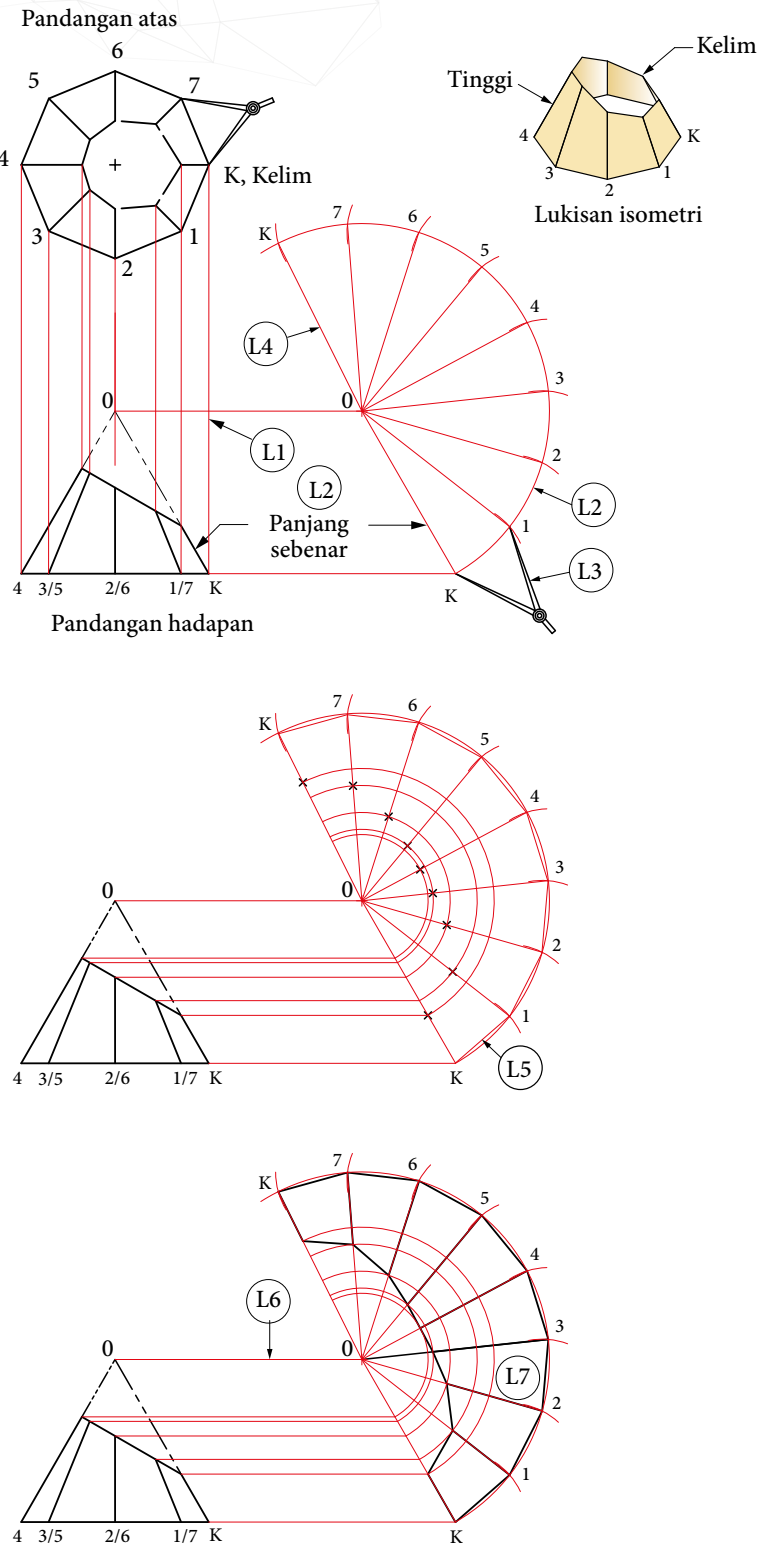 Pandangan atas
6
5
7
4
K, Kelim
3
1
2
Kelim
Tinggi
4
K
3
1
2
Lukisan isometri
K
7
6
5
4
3
2
1
K
0
0
L4
L1
L2
L2
L3
Panjang
sebenar
4
3/5
2/6
1/7
K
Pandangan hadapan
K
7
6
5
4
3
2
1
K
0
0
L5
4
3/5
2/6
1/7
K
K
7
6
5
4
3
2
1
K
L6
0
0
L7
4
3/5
2/6
1/7
K